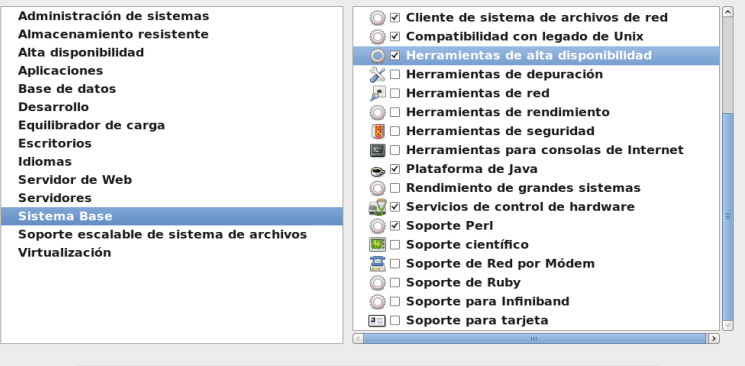 Administración de sistemas
Almacenamiento resistente
Alta disponibilidad
Aplicaciones
Base de datos
Desarrollo
Equilibrador de carga
Escritorios
Idiomas
Servidor de Web
Servidores
Sistema Base
Soporte escalable de sistema de archivos
Virtualización
Cliente de sistema de archivos de red
Compatibilidad con legado de Unix
Herramientas de alta disponibilidad
Herramientas de depuración
Herramientas de red
Herramientas de rendimiento
Herramientas de seguridad
Herramientas para consolas de Internet
Plataforma de Java
Rendimiento de grandes sistemas
Servicios de control de hardware
Soporte Perl
Soporte científico
Soporte de Red por Módem
Soporte de Ruby
Soporte para Infiniband
Soporte para tarjeta